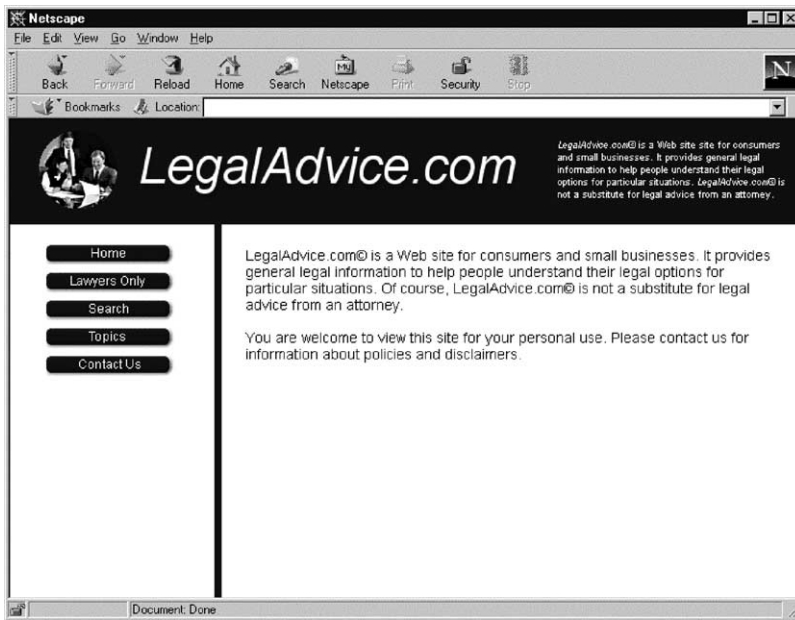 Netscape
File Edit View Go Window Help
Back Forward Reload Home Search Netscape Print Security Stop
My
N
Bookmarks Location:
LegalAdvice.com
LegalAdvice.com© is a Web site site for consumers
and small businesses. It provides general legal
information to help people understand their legal
options for particular situations. LegalAdvice.com© is
not a substitute for legal advice from an attorney.
Home
Lawyers Only
Search
Topics
Contact Us
LegalAdvice.com© is a Web site for consumers and small businesses. It provides
general legal information to help people understand their legal options for
particular situations. Of course, LegalAdvice.com© is not a substitute for legal
advice from an attorney.
You are welcome to view this site for your personal use. Please contact us for
information about policies and disclaimers.
Document: Done